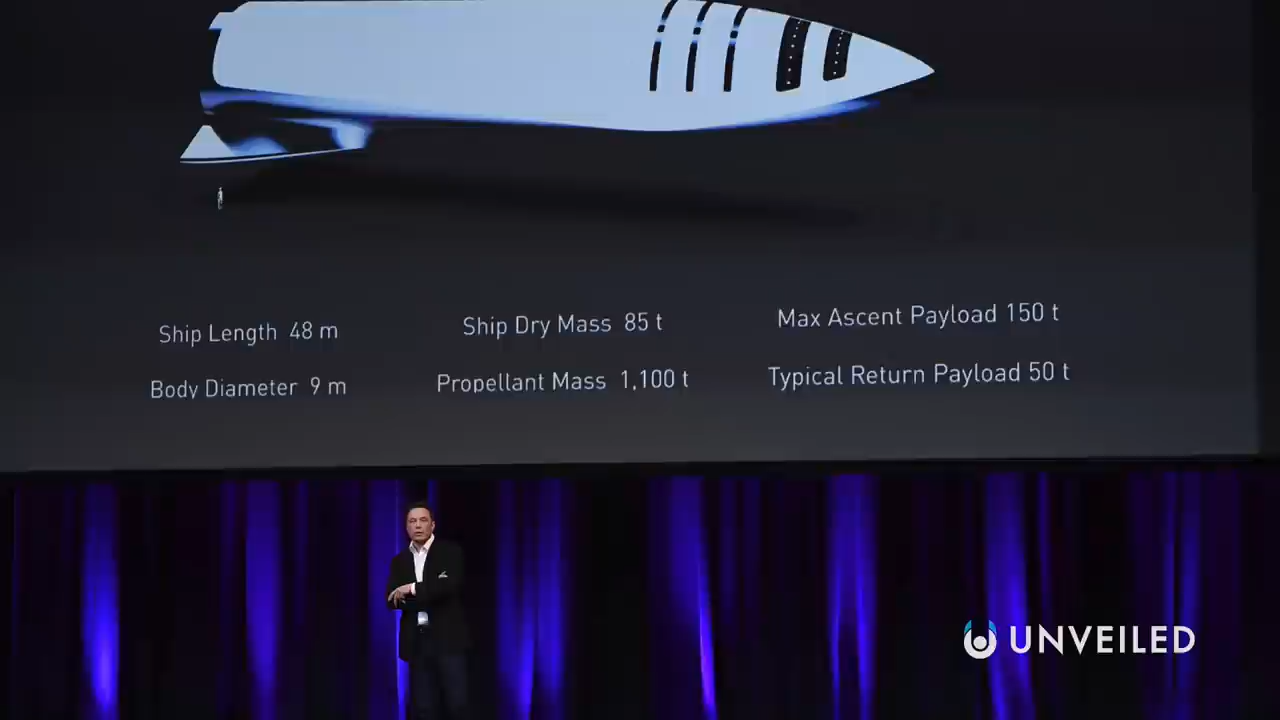 Ship Length 48 m
Ship Dry Mass 85 t
Max Ascent Payload 150 t
Body Diameter 9 m
Propellant Mass 1,100 t
Typical Return Payload 50 t
UNVEILED